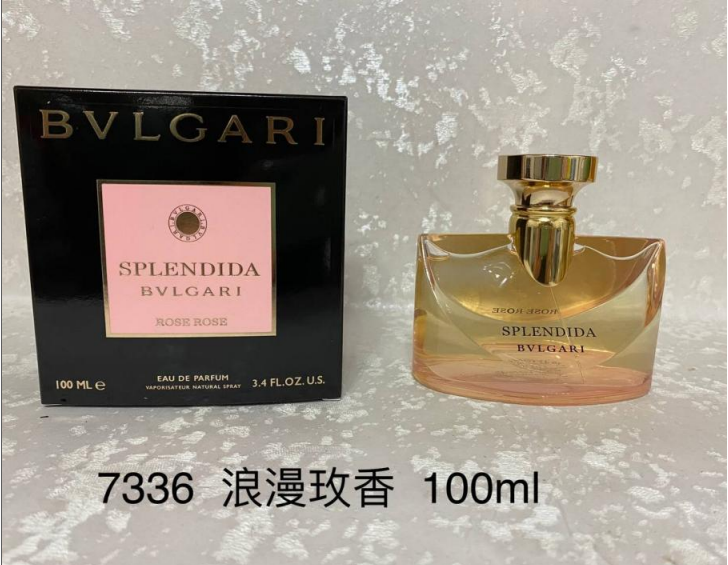 BVLGARI
BVLGARI
SPLENDIDA
BVLGARI
ROSE ROSE
EAU DE PARFUM
100 ML e VAPORISATEUR NATURAL SPRAY 3.4 FL.OZ. U.S.
ROSE ROSE
SPLENDIDA
BVLGARI
7336 浪漫玫香 100ml